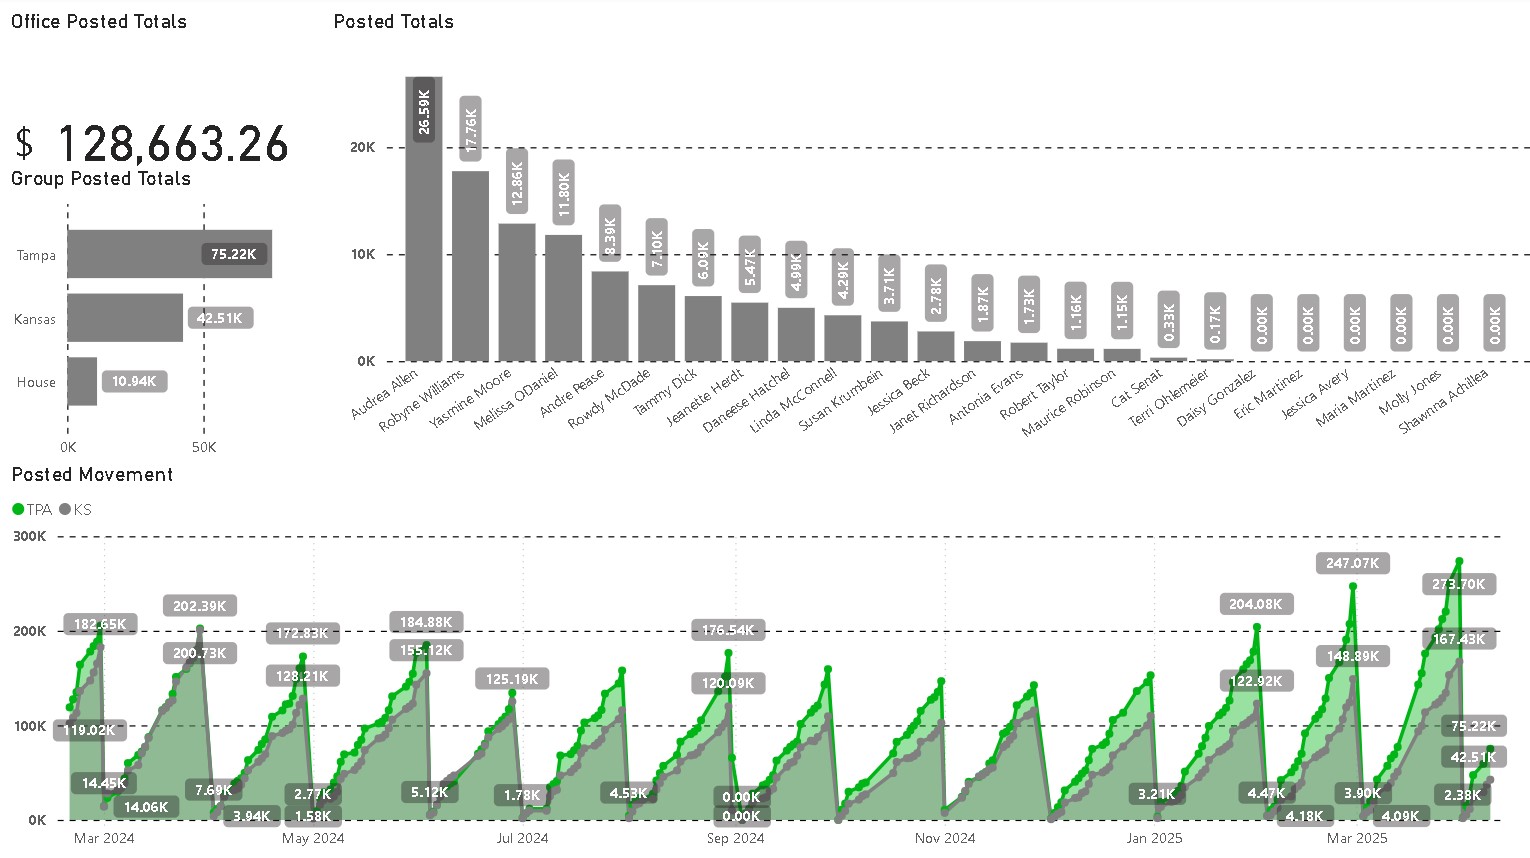 Office Posted Totals
$ 128,663.26
Group Posted Totals
Tampa
75.22K
Kansas
42.51K
House
10.94K
0K
50K
Posted Totals
20K
10K
0K
26.59K
17.76K
12.86K
11.80K
8.39K
7.10K
6.09K
5.47K
4.99K
4.29K
3.71K
2.78K
1.87K
1.73K
1.16K
1.15K
0.33K
0.17K
0.00K
0.00K
0.00K
0.00K
0.00K
0.00K
Audrea Allen
Robyne Williams
Yasmine Moore
Melissa ODaniel
Andre Pease
Rowdy McDade
Tammy Dick
Jeanette Herdt
Daneese Hatchel
Linda McConnell
Susan Krumbein
Jessica Beck
Janet Richardson
Antonia Evans
Robert Taylor
Maurice Robinson
Cat Senat
Terri Ohlemeier
Daisy Gonzalez
Eric Martinez
Jessica Avery
Maria Martinez
Molly Jones
Shawnna Achillea
Posted Movement
TPA KS
300K
200K
100K
0K
182.65K
119.02K
14.45K
14.06K
202.39K
200.73K
7.69K
3.94K
172.83K
128.21K
2.77K
1.58K
184.88K
155.12K
5.12K
125.19K
1.78K
4.53K
176.54K
120.09K
0.00K
0.00K
3.21K
204.08K
122.92K
4.47K
4.18K
247.07K
148.89K
3.90K
4.09K
273.70K
167.43K
75.22K
42.51K
2.38K
Mar 2024
May 2024
Jul 2024
Sep 2024
Nov 2024
Jan 2025
Mar 2025